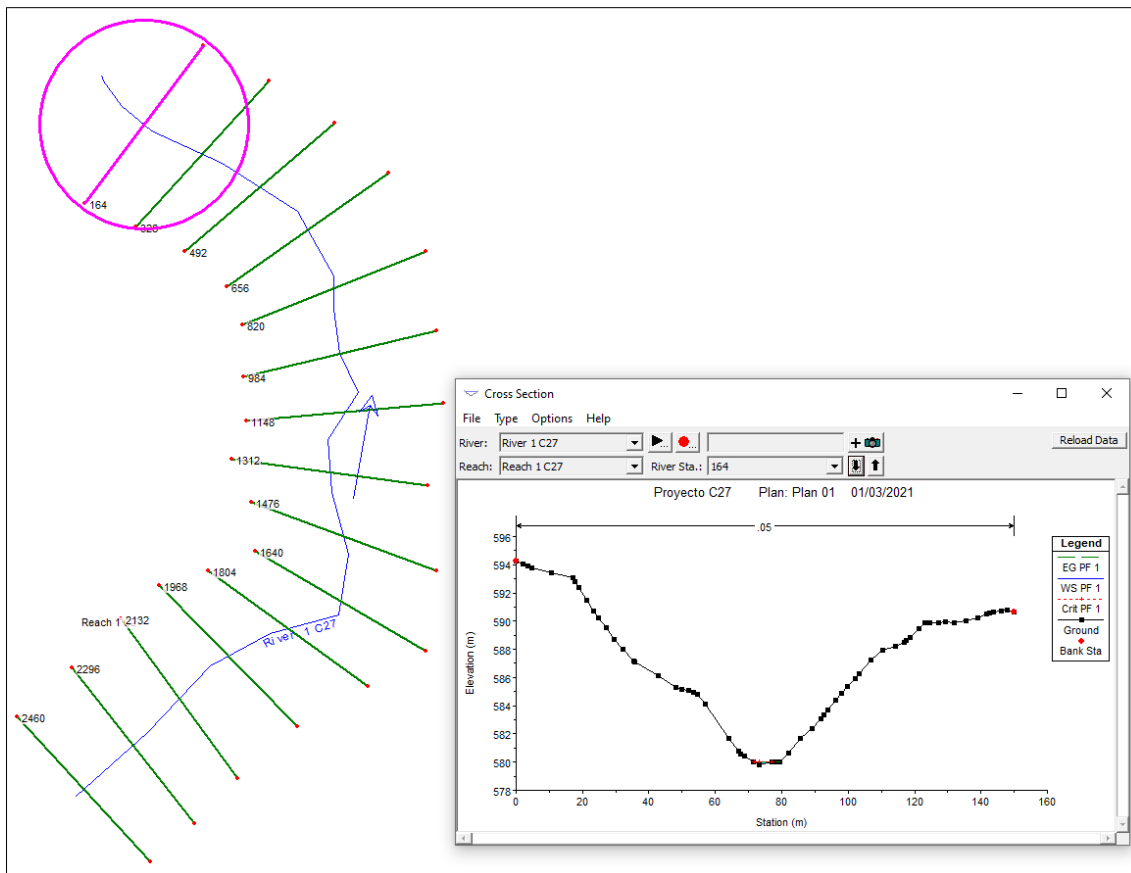 164
328
492
656
820
984
1148
1312
1476
1640
1804
1968
Reach 1 2132
River 1 C27
2296
2460
Cross Section
File Type Options Help
River: River 1 C27
Reload Data
Reach: Reach 1 C27 River Sta.: 164
Proyecto C27 Plan: Plan 01 01/03/2021
.05
596
594
592
590
588
586
584
582
580
578
0 20 40 60 80 100 120 140 160
Elevation (m)
Station (m)
Legend
EG PF 1
WS PF 1
Crit PF 1
Ground
Bank Sta